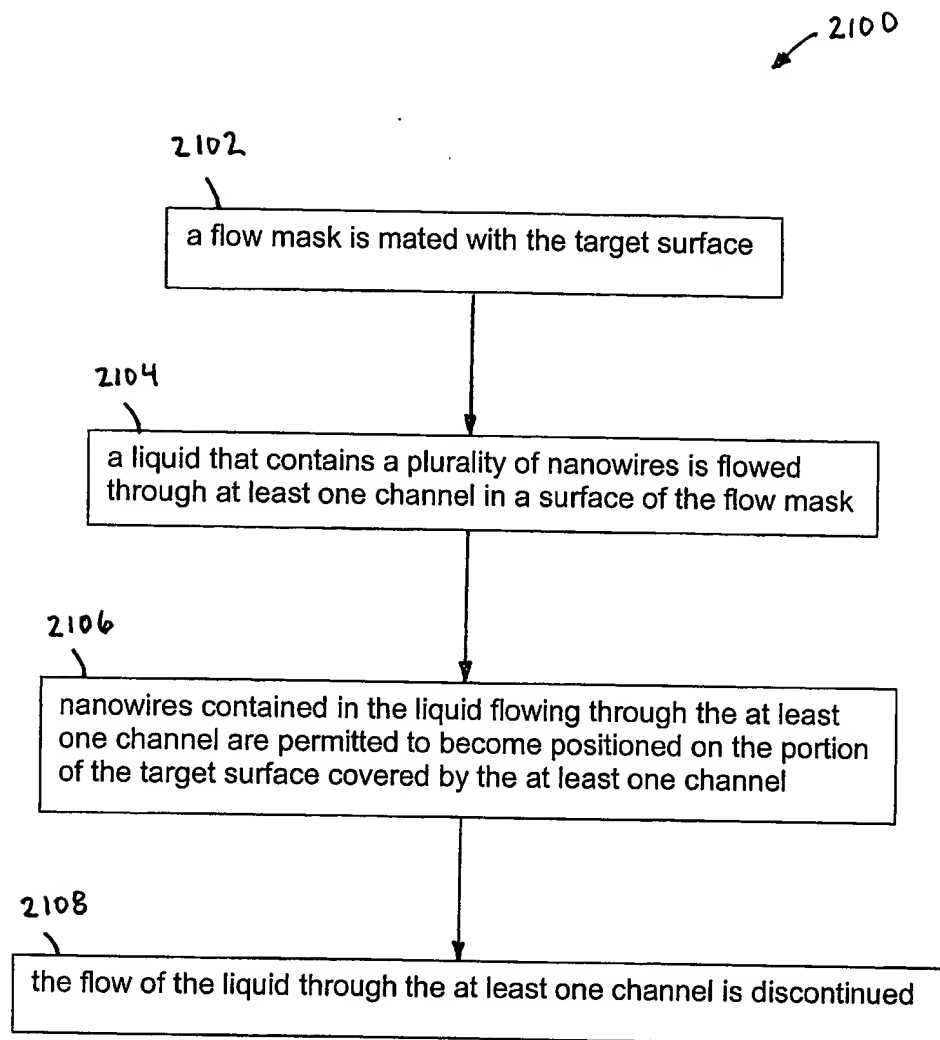 2100
2102
a flow mask is mated with the target surface
2104
a liquid that contains a plurality of nanowires is flowed
through at least one channel in a surface of the flow mask
2106
nanowires contained in the liquid flowing through the at least
one channel are permitted to become positioned on the portion
of the target surface covered by the at least one channel
2108
the flow of the liquid through the at least one channel is discontinued